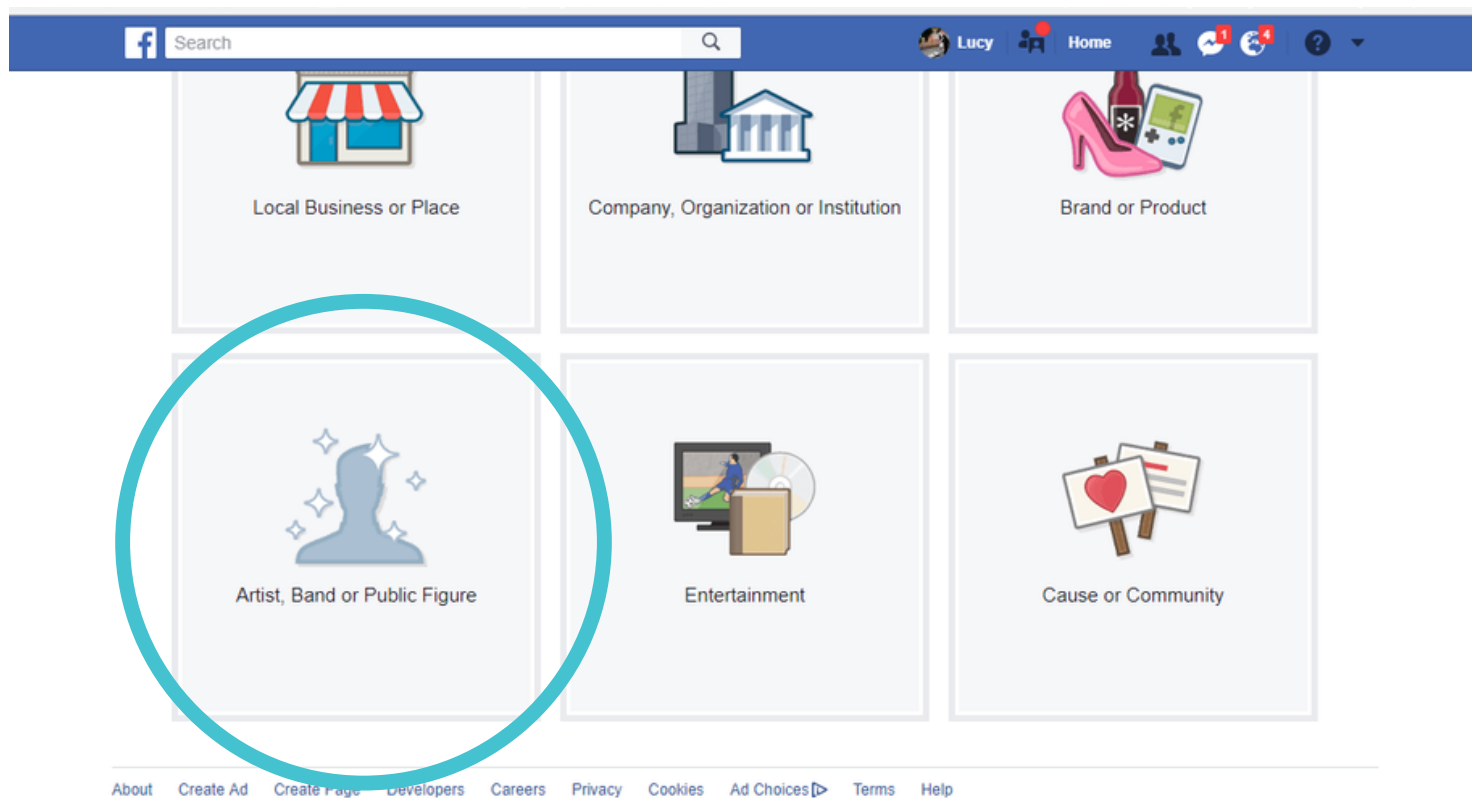 f Search Lucy Home 1 4 ?
Local Business or Place Company, Organization or Institution Brand or Product
Artist, Band or Public Figure Entertainment Cause or Community
About Create Ad Create Page Developers Careers Privacy Cookies Ad Choices Terms Help